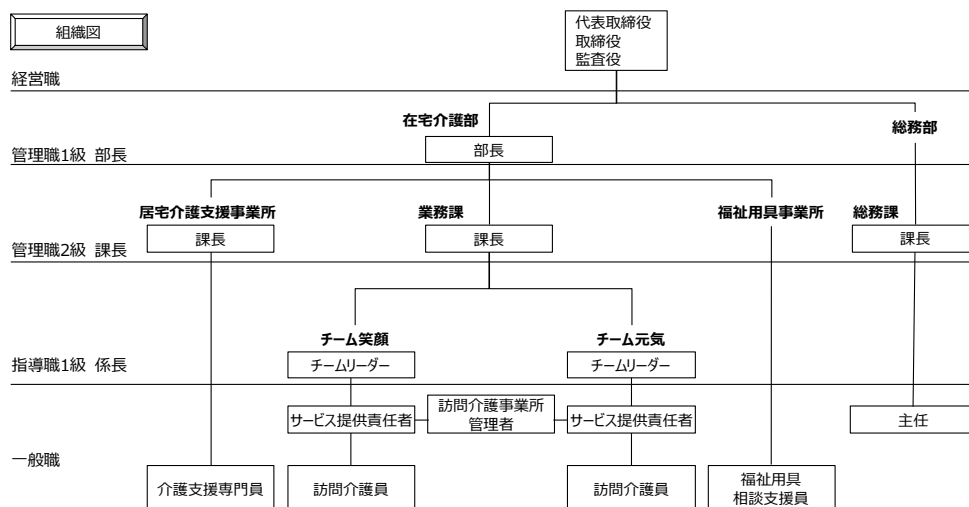 組織図
代表取締役
取締役
監査役
経営職
在宅介護部
総務部
管理職1級 部長
部長
居宅介護支援事業所
業務課
福祉用具事業所
総務課
管理職2級 課長
課長
課長
課長
チーム笑顔
チーム元気
指導職1級 係長
チームリーダー
チームリーダー
サービス提供責任者
訪問介護事業所
管理者
サービス提供責任者
主任
一般職
介護支援専門員
訪問介護員
訪問介護員
福祉用具
相談支援員